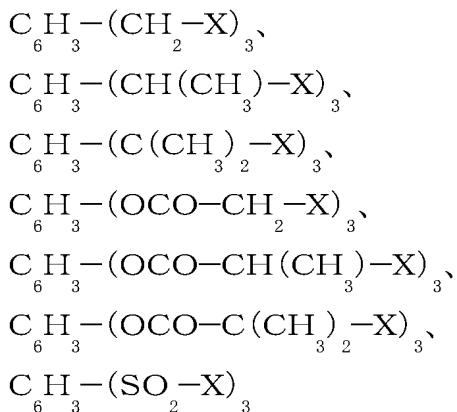 C₆H₃−(CH₂−X)₃、
C₆H₃−(CH(CH₃)−X)₃、
C₆H₃−(C(CH₃)₂−X)₃、
C₆H₃−(OCO−CH₂−X)₃、
C₆H₃−(OCO−CH(CH₃)−X)₃、
C₆H₃−(OCO−C(CH₃)₂−X)₃、
C₆H₃−(SO₂−X)₃